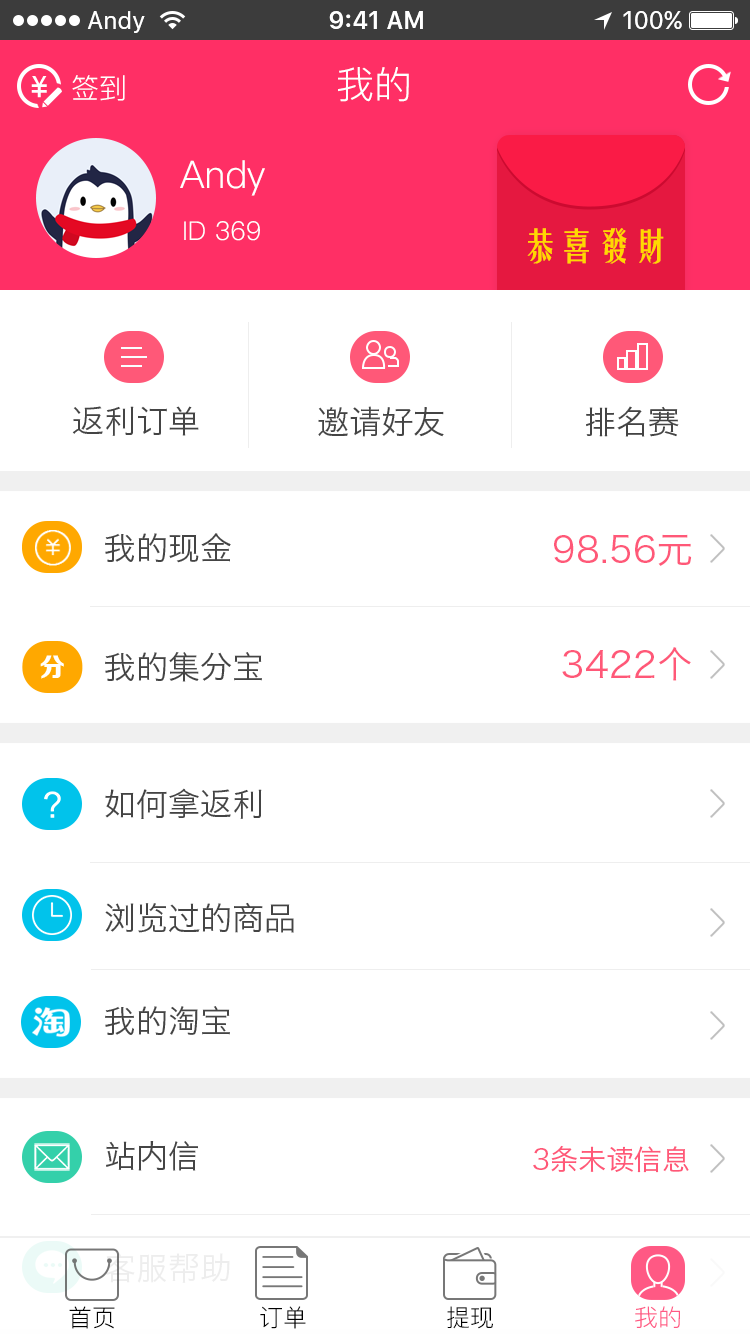 Andy 9:41 AM 100%
¥ 签到 我的
Andy
ID 369
恭喜發財
返利订单 邀请好友 排名赛
¥ 我的现金 98.56元
分 我的集分宝 3422个
? 如何拿返利
浏览过的商品
淘 我的淘宝
站内信 3条未读信息
客服帮助
首页 订单 提现 我的